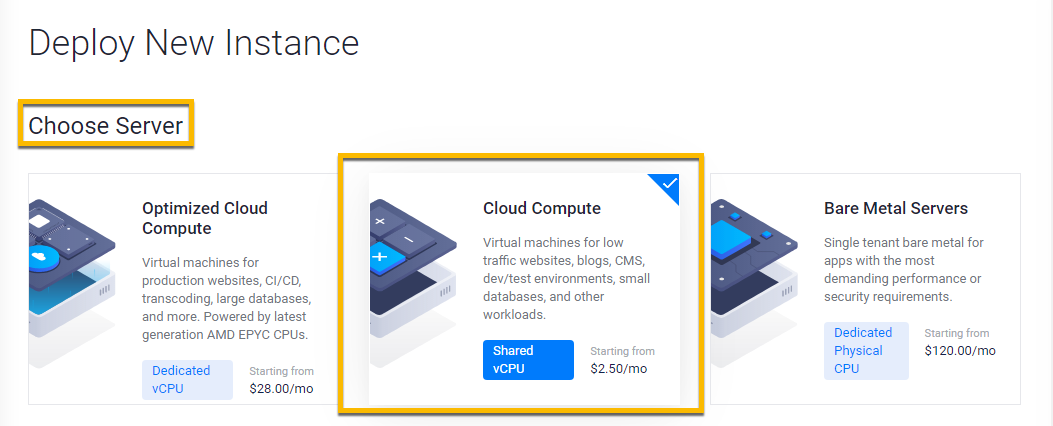 Deploy New Instance
Choose Server
Optimized Cloud
Compute
Virtual machines for
production websites, CI/CD,
transcoding, large databases,
and more. Powered by latest
generation AMD EPYC CPUs.
Dedicated
vCPU
Starting from
$28.00/mo
Cloud Compute
Virtual machines for low
traffic websites, blogs, CMS,
dev/test environments, small
databases, and other
workloads.
Shared
vCPU
Starting from
$2.50/mo
Bare Metal Servers
Single tenant bare metal for
apps with the most
demanding performance or
security requirements.
Dedicated
Physical
CPU
Starting from
$120.00/mo